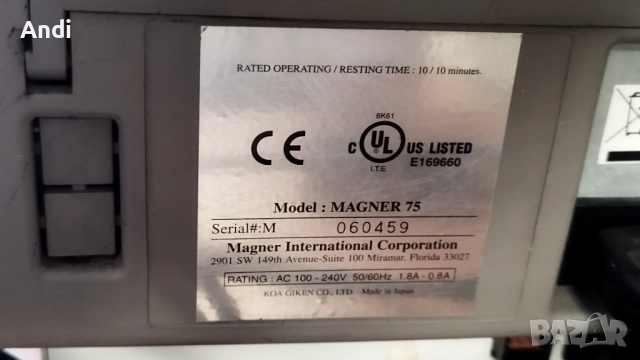 Andi
RATED OPERATING / RESTING TIME : 10 / 10 minutes.
6K61
CE
C UL US LISTED
E169660
I.T.E.
Model : MAGNER 75
Serial#:M 060459
Magner International Corporation
2901 SW 149th Avenue-Suite 100 Miramar, Florida 33027
RATING : AC 100 - 240V 50/60Hz 1.8A - 0.8A
KOA GIKEN CO., LTD. Made in Japan
BAZAR
bg